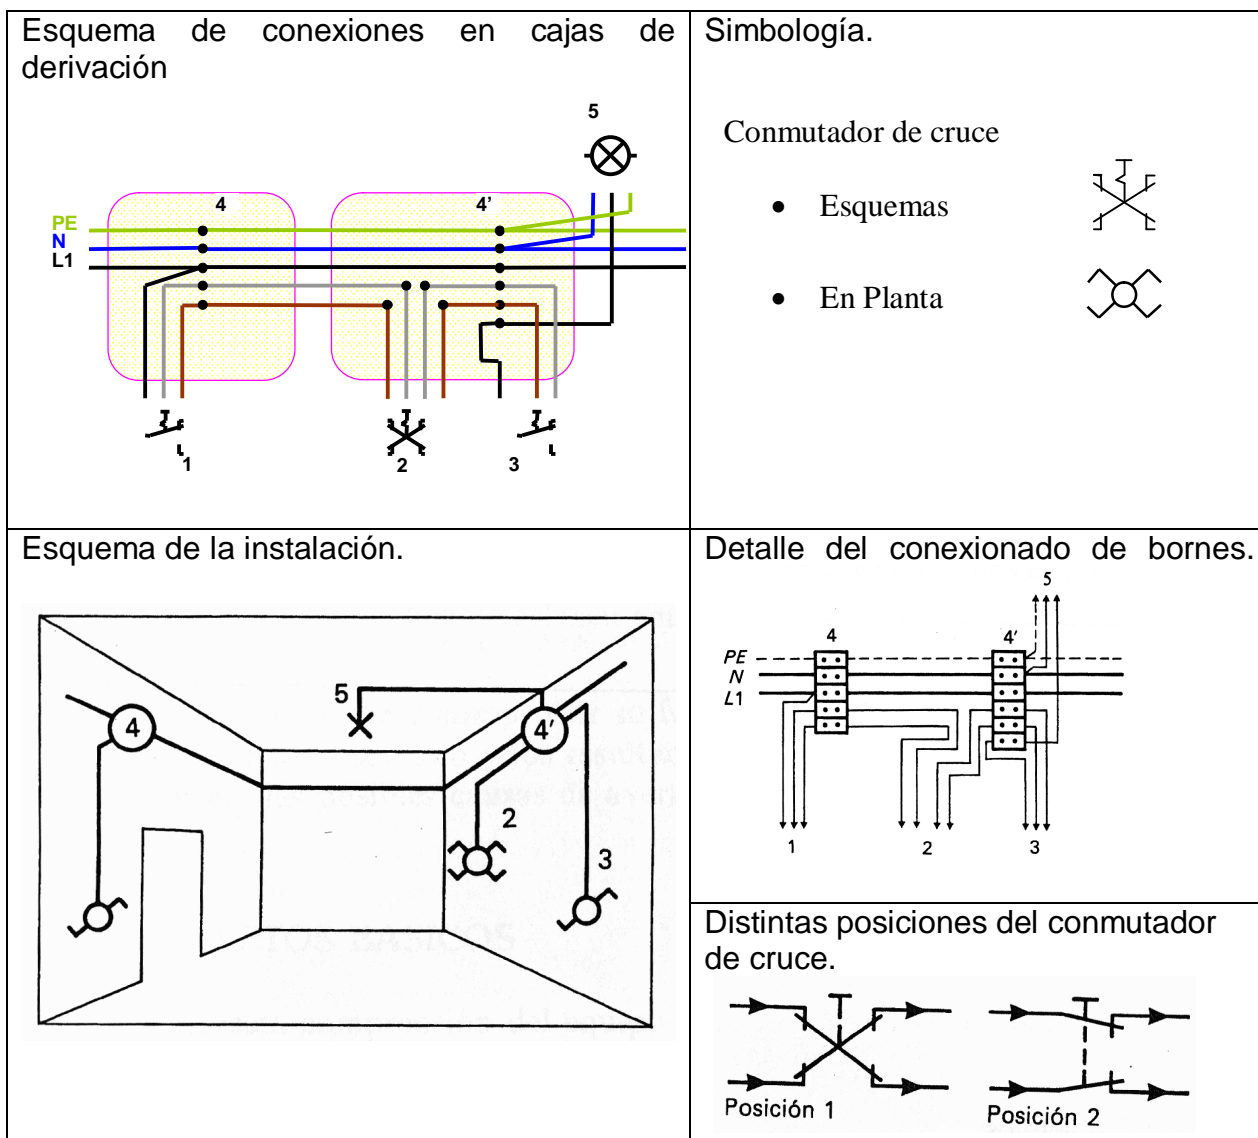 Esquema de conexiones en cajas de
derivación
5
4
4'
PE
N
L1
1
2
3
Simbología.
Conmutador de cruce
• Esquemas
• En Planta
Esquema de la instalación.
5
4
4'
2
3
Detalle del conexionado de bornes.
5
4
4'
PE
N
L1
1
2
3
Distintas posiciones del conmutador
de cruce.
Posición 1
Posición 2